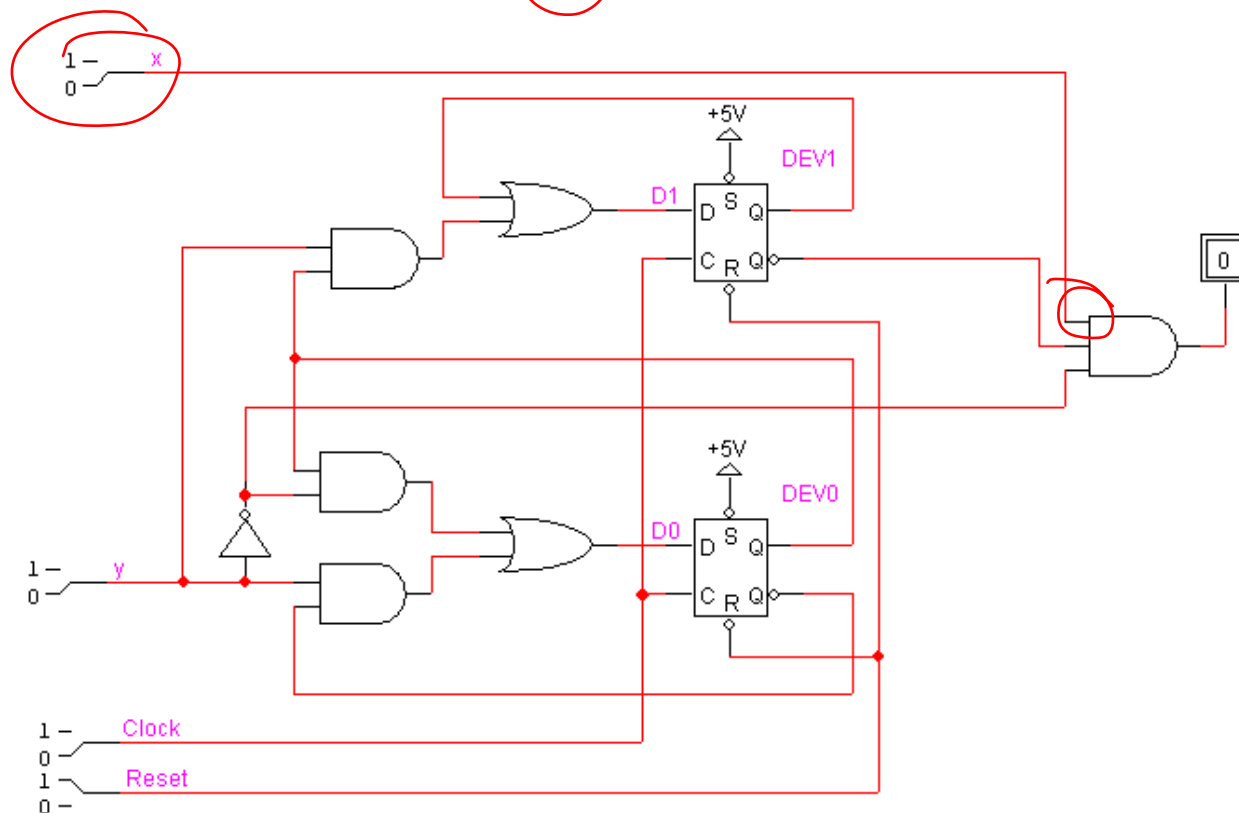 1 x
0
+5V
DEV1
D1
D S Q
C R Q
0
+5V
DEV0
D0
D S Q
1 y
0
C R Q
1 Clock
0
1 Reset
0